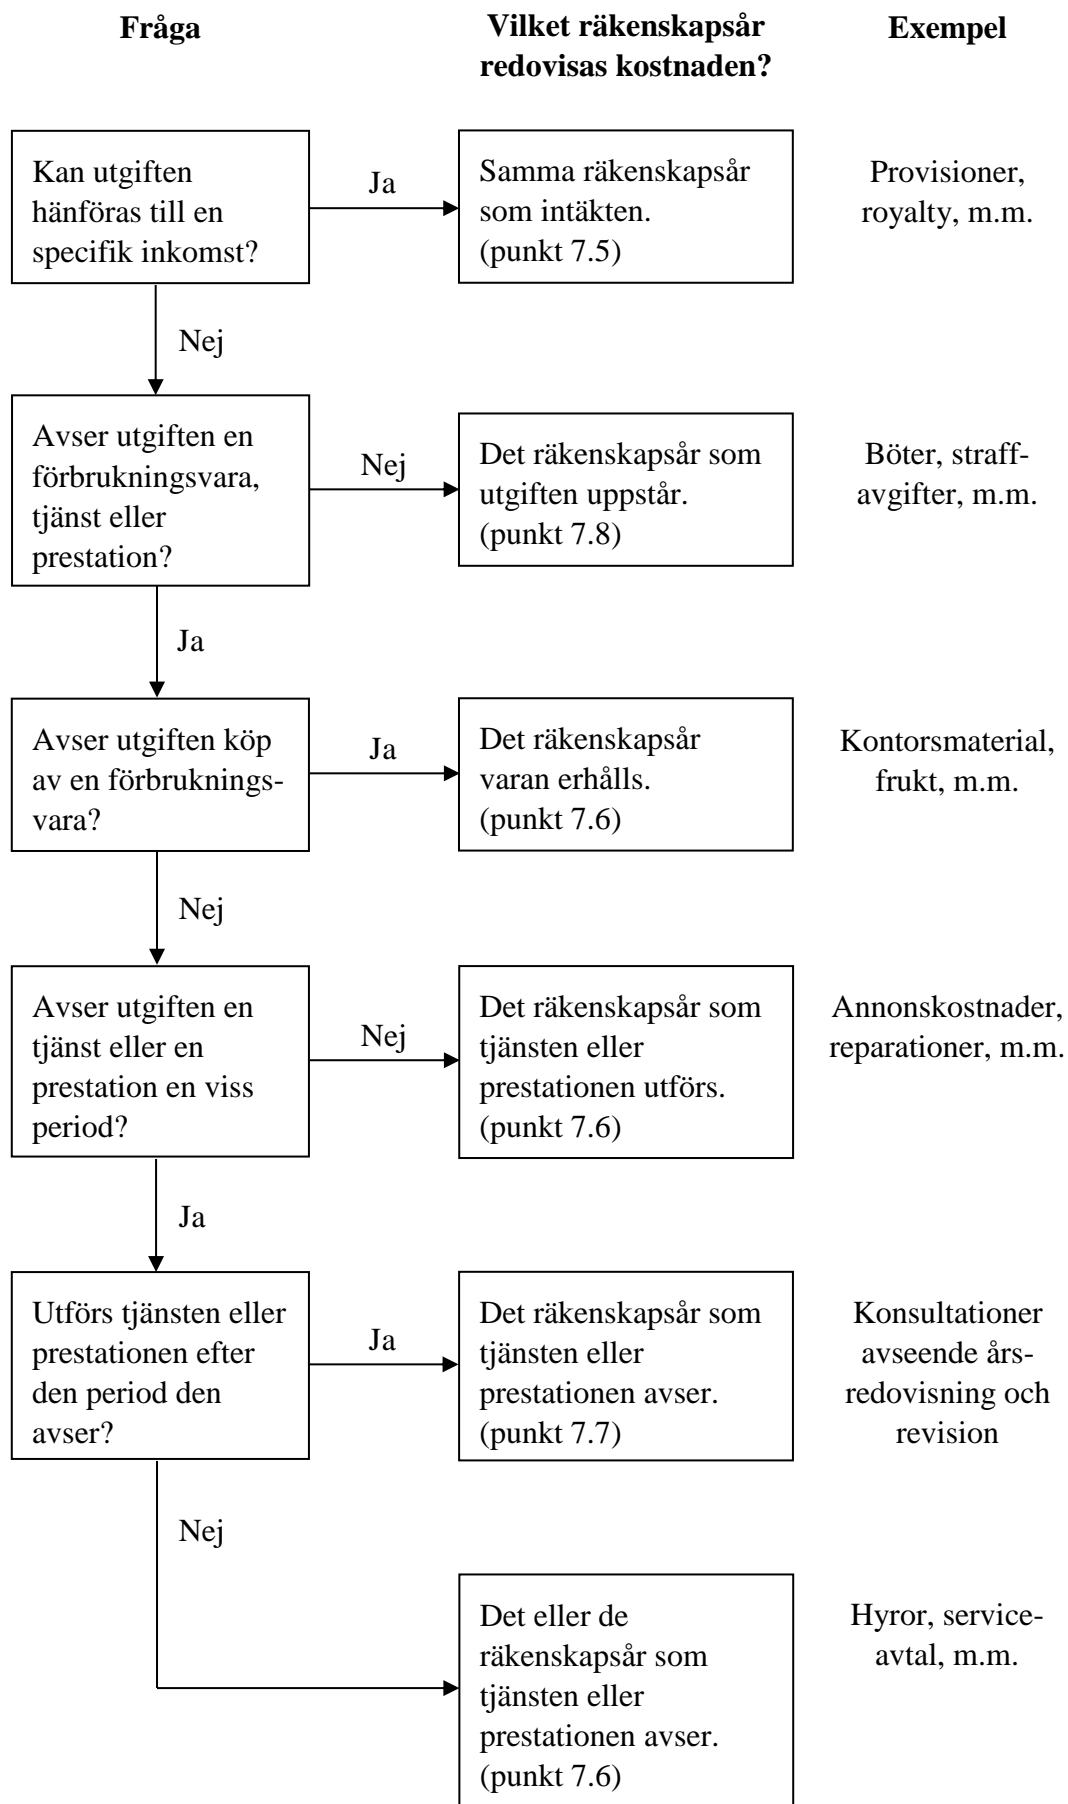 Fråga
Vilket räkenskapsår
redovisas kostnaden?
Exempel
Kan utgiften
hänföras till en
specifik inkomst?
Ja
Samma räkenskapsår
som intäkten.
(punkt 7.5)
Provisioner,
royalty, m.m.
Nej
Avser utgiften en
förbrukningsvara,
tjänst eller
prestation?
Nej
Det räkenskapsår som
utgiften uppstår.
(punkt 7.8)
Böter, straff-
avgifter, m.m.
Ja
Avser utgiften köp
av en förbruknings-
vara?
Ja
Det räkenskapsår
varan erhålls.
(punkt 7.6)
Kontorsmaterial,
frukt, m.m.
Nej
Avser utgiften en
tjänst eller en
prestation en viss
period?
Nej
Det räkenskapsår som
tjänsten eller
prestationen utförs.
(punkt 7.6)
Annonskostnader,
reparationer, m.m.
Ja
Utförs tjänsten eller
prestationen efter
den period den
avser?
Ja
Det räkenskapsår som
tjänsten eller
prestationen avser.
(punkt 7.7)
Konsultationer
avseende års-
redovisning och
revision
Nej
Det eller de
räkenskapsår som
tjänsten eller
prestationen avser.
(punkt 7.6)
Hyror, service-
avtal, m.m.